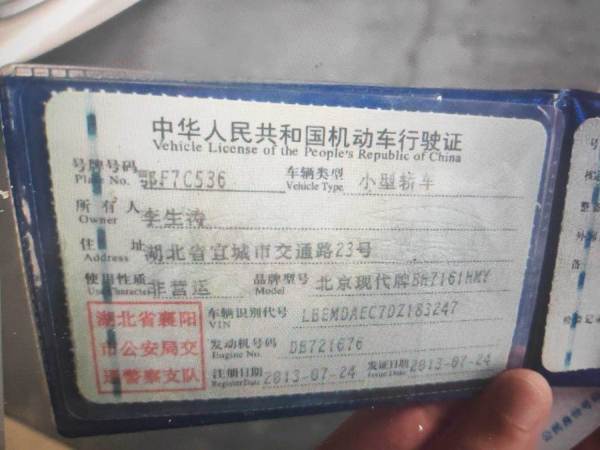 中华人民共和国机动车行驶证
Vehicle License of the People's Republic of China
号牌号码 鄂F7C536 车辆类型 小型轿车
Plate No. Vehicle Type
所有人 李生涛
Owner
住址 湖北省宜城市交通路23号
Address
使用性质 非营运 品牌型号 北京现代牌BH7161HMY
Use Character Model
湖北省襄阳
市公安局交
通警察支队
车辆识别代号 LBEMDAEC7DZ183247
VIN
发动机号码 DB721676
Engine No.
注册日期 2013-07-24 发证日期 2013-07-24
Register Date Issue Date